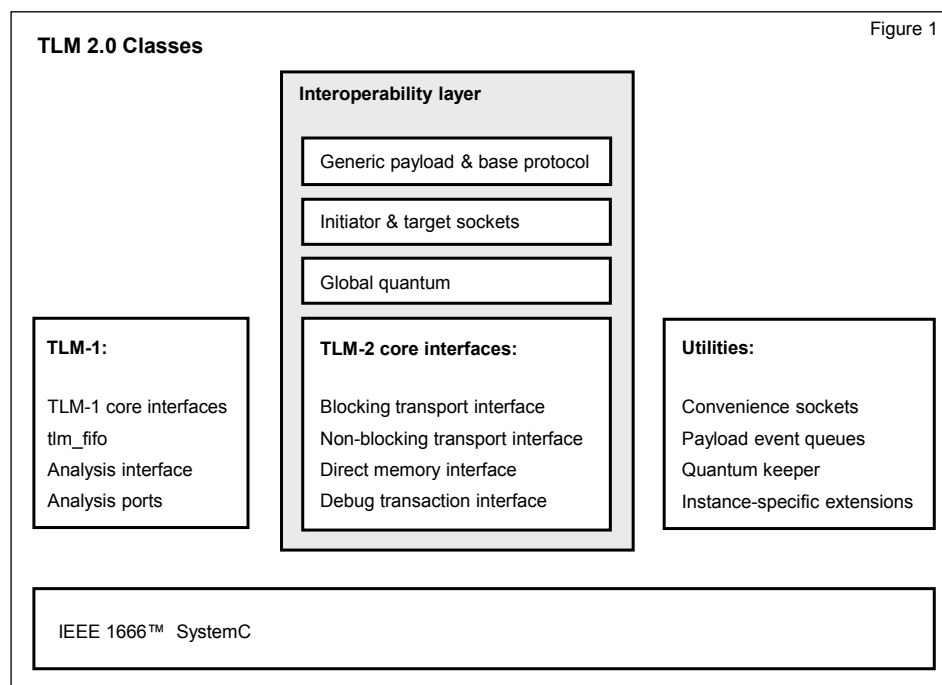 Figure 1
TLM 2.0 Classes
Interoperability layer
Generic payload & base protocol
Initiator & target sockets
Global quantum
TLM-1:
TLM-1 core interfaces
tlm_fifo
Analysis interface
Analysis ports
TLM-2 core interfaces:
Blocking transport interface
Non-blocking transport interface
Direct memory interface
Debug transaction interface
Utilities:
Convenience sockets
Payload event queues
Quantum keeper
Instance-specific extensions
IEEE 1666™ SystemC